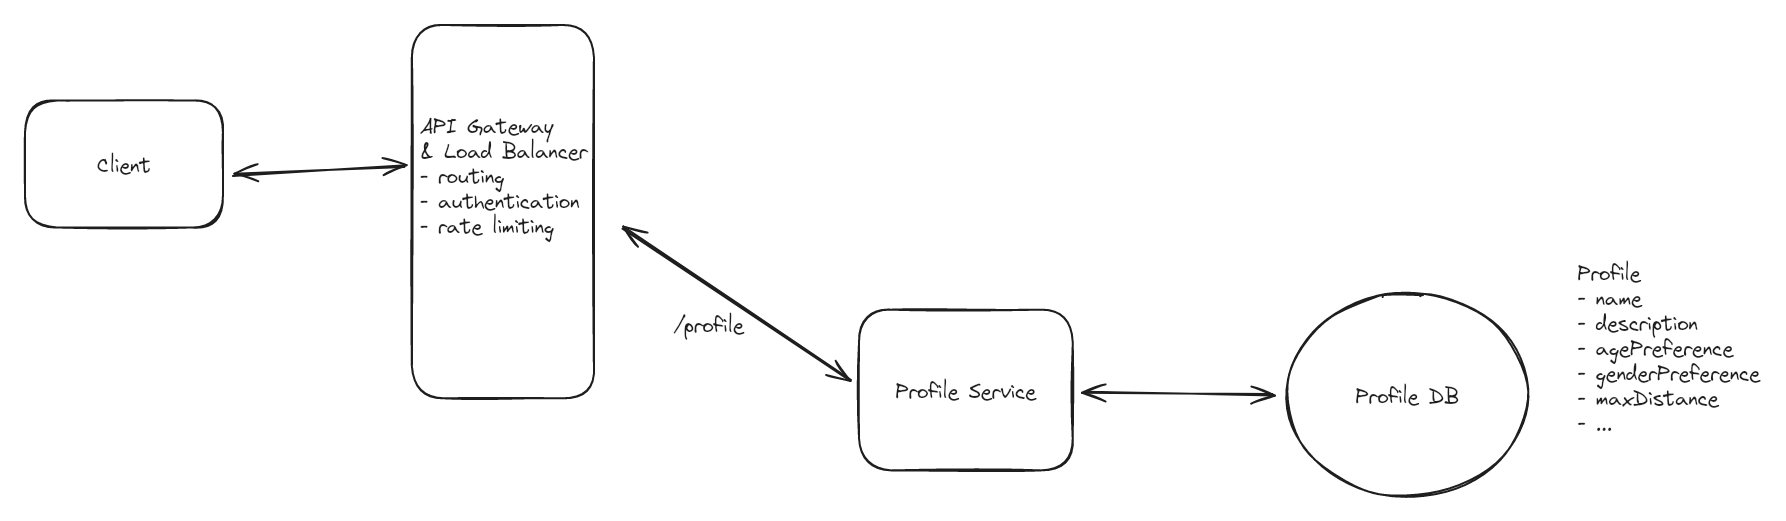 Client
API Gateway
& Load Balancer
- routing
- authentication
- rate limiting
/profile
Profile Service
Profile DB
Profile
- name
- description
- agePreference
- genderPreference
- maxDistance
- ...